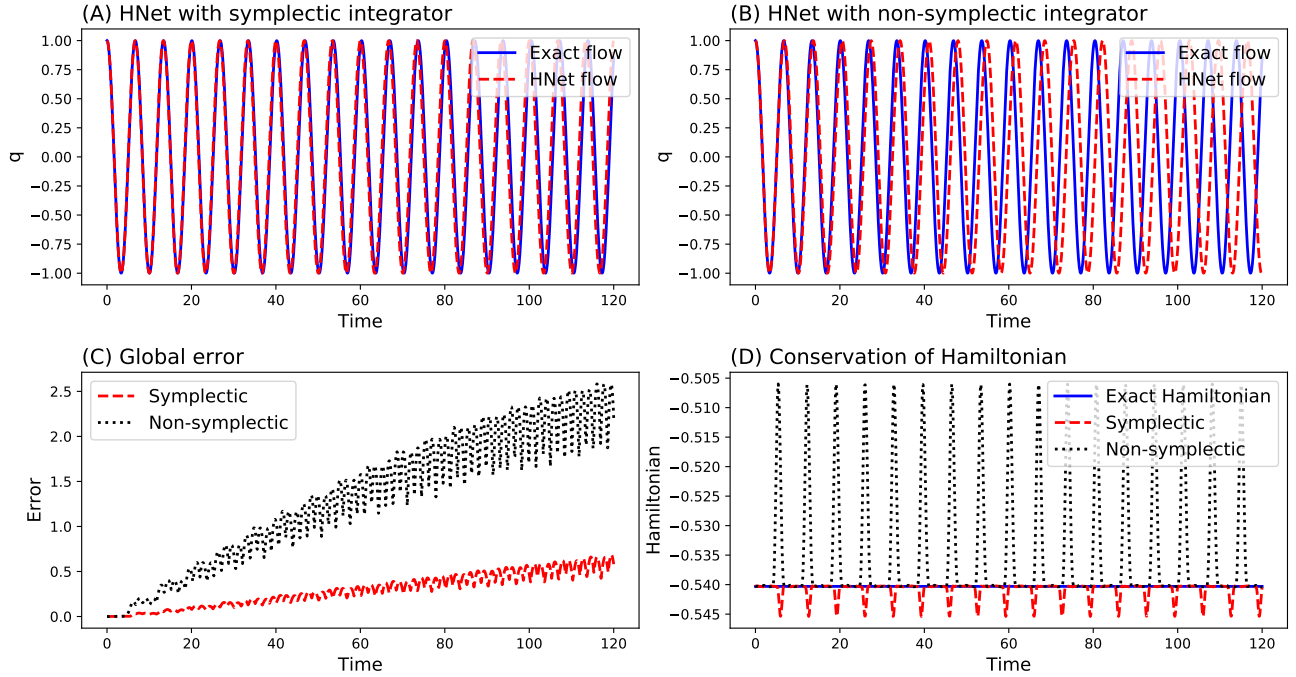 (A) HNet with symplectic integrator
1.00
0.75
0.50
0.25
0.00
−0.25
−0.50
−0.75
−1.00
q
0 20 40 60 80 100 120
Time
Exact flow
HNet flow
(B) HNet with non-symplectic integrator
1.00
0.75
0.50
0.25
0.00
−0.25
−0.50
−0.75
−1.00
q
0 20 40 60 80 100 120
Time
Exact flow
HNet flow
(C) Global error
2.5
2.0
1.5
1.0
0.5
0.0
Error
0 20 40 60 80 100 120
Time
Symplectic
Non-symplectic
(D) Conservation of Hamiltonian
−0.505
−0.510
−0.515
−0.520
−0.525
−0.530
−0.535
−0.540
−0.545
Hamiltonian
0 20 40 60 80 100 120
Time
Exact Hamiltonian
Symplectic
Non-symplectic